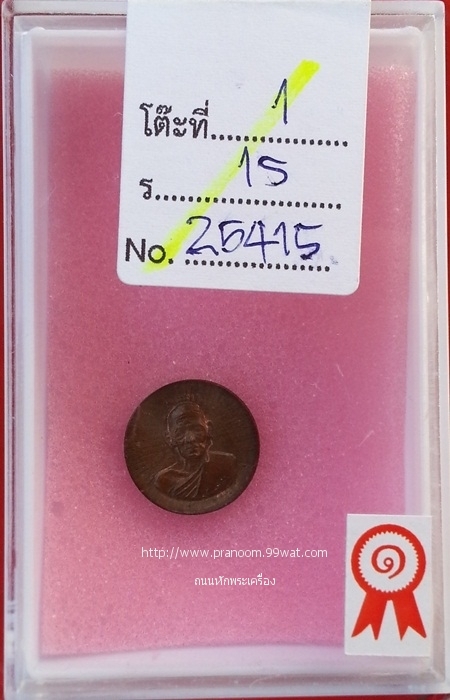 โต๊ะที่ 1
ร 15
No. 25415
http://www.pranoom.99wat.com
ถนนหักพระเครื่อง
๑